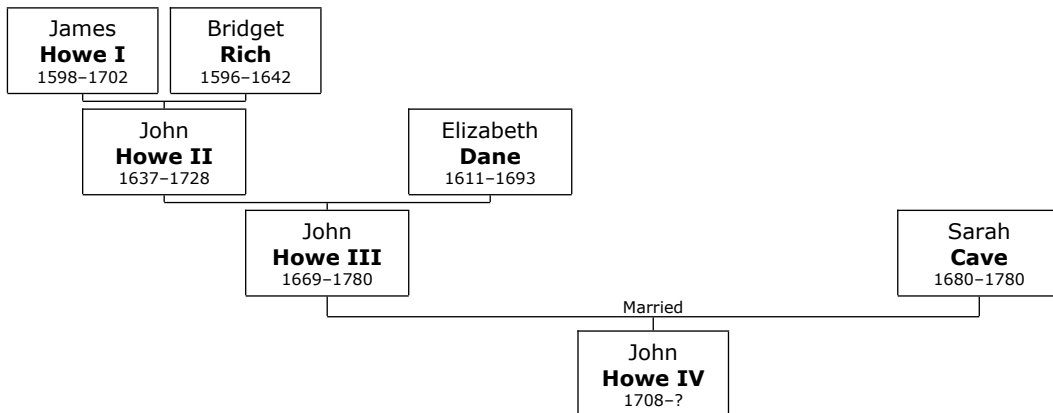 James
Howe I
1598–1702
Bridget
Rich
1596–1642
John
Howe II
1637–1728
Elizabeth
Dane
1611–1693
John
Howe III
1669–1780
Sarah
Cave
1680–1780
Married
John
Howe IV
1708–?